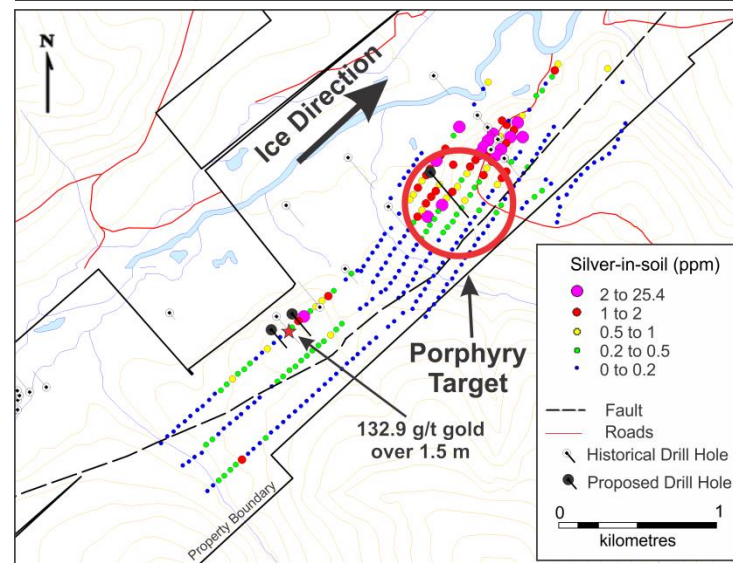 N
Ice Direction
Porphyry
Target
132.9 g/t gold
over 1.5 m
Property Boundary
Silver-in-soil (ppm)
2 to 25.4
1 to 2
0.5 to 1
0.2 to 0.5
0 to 0.2
Fault
Roads
Historical Drill Hole
Proposed Drill Hole
0 1
kilometres